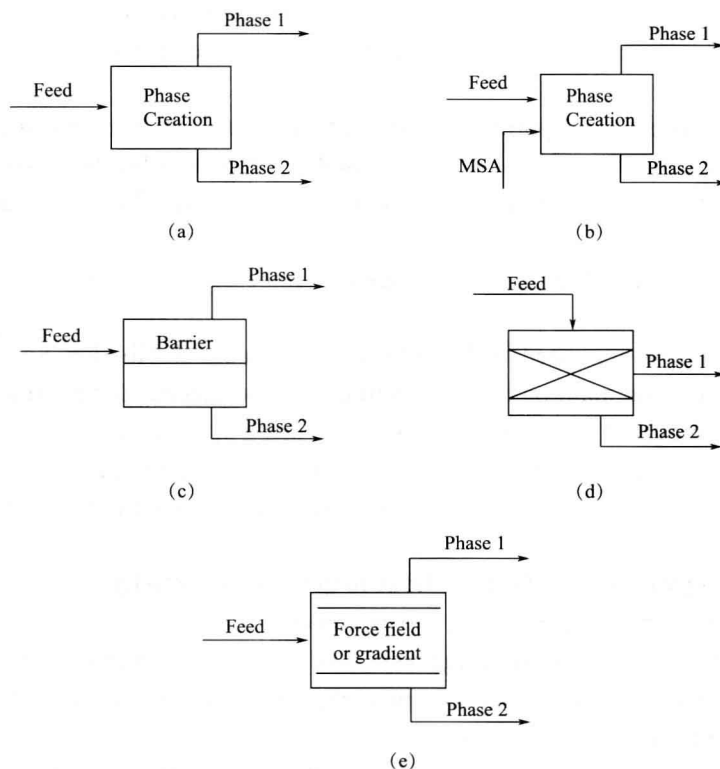 Phase 1
Feed
Phase
Creation
Phase 2
(a)
Phase 1
Feed
Phase
Creation
MSA
Phase 2
(b)
Phase 1
Feed
Barrier
Phase 2
(c)
Feed
Phase 1
Phase 2
(d)
Phase 1
Feed
Force field
or gradient
Phase 2
(e)